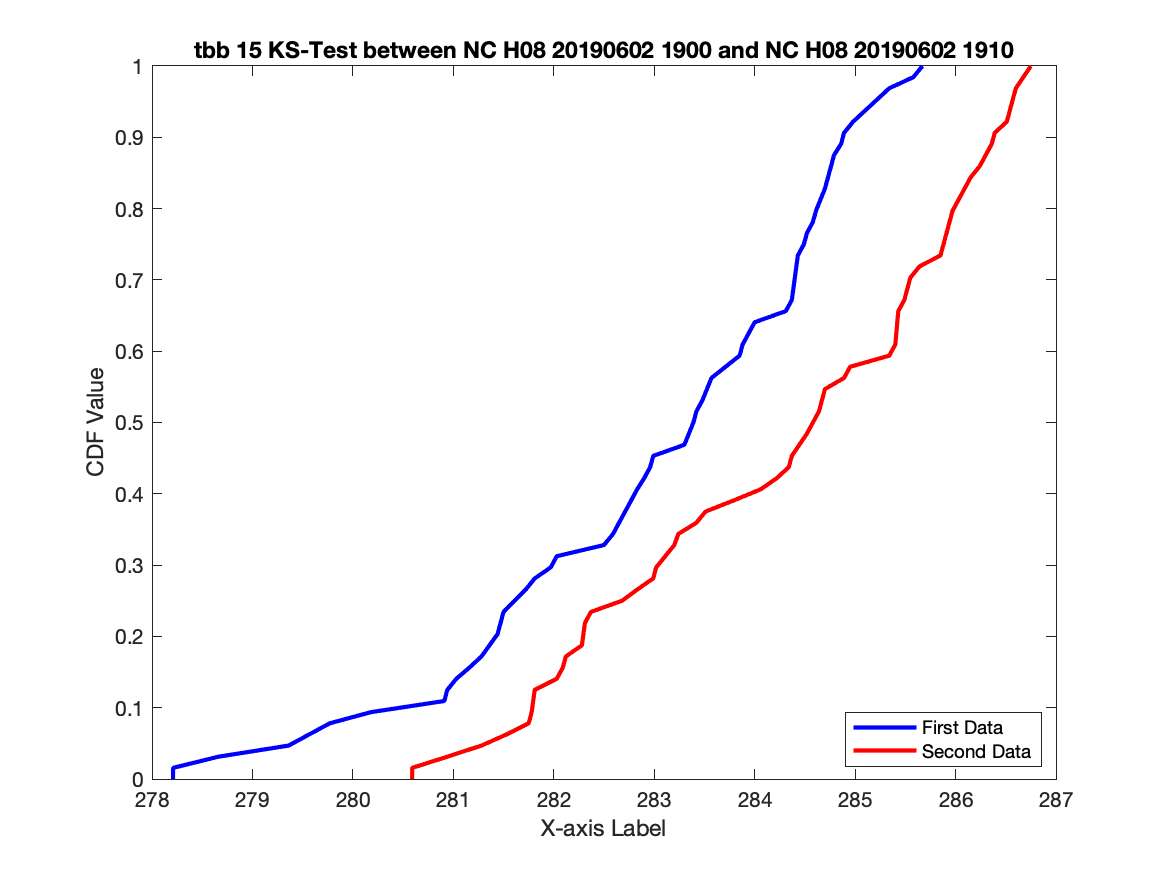 tbb 15 KS-Test between NC H08 20190602 1900 and NC H08 20190602 1910
1
0.9
0.8
0.7
0.6
0.5
0.4
0.3
0.2
0.1
0
CDF Value
First Data
Second Data
278 279 280 281 282 283 284 285 286 287
X-axis Label